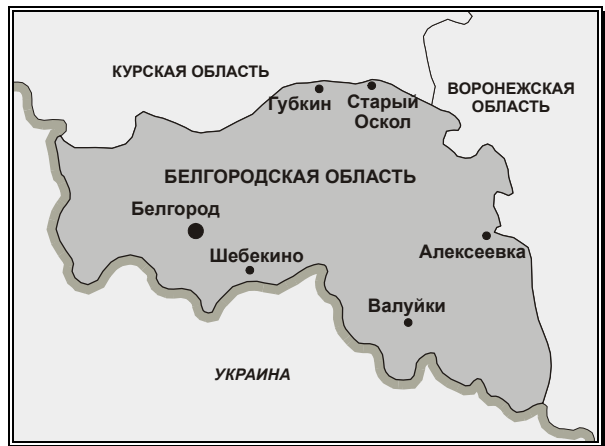 КУРСКАЯ ОБЛАСТЬ
ВОРОНЕЖСКАЯ
ОБЛАСТЬ
Губкин
Старый
Оскол
БЕЛГОРОДСКАЯ ОБЛАСТЬ
Белгород
Шебекино
Алексеевка
Валуйки
УКРАИНА